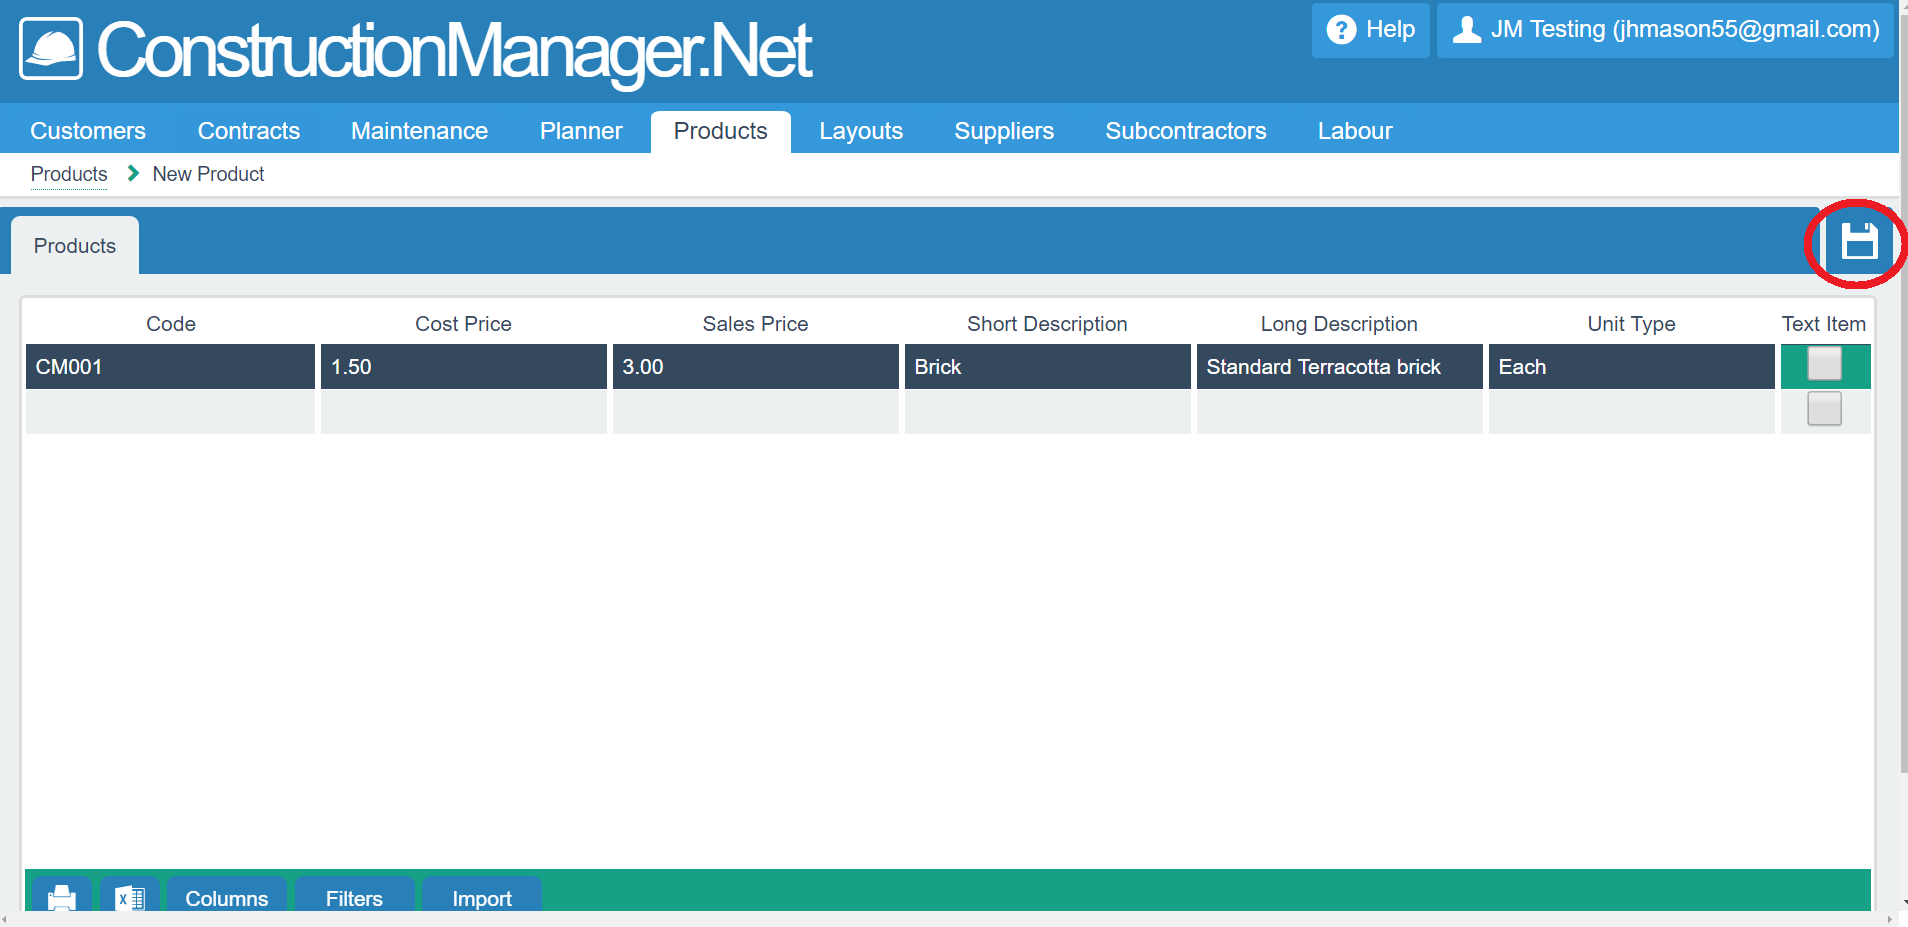 ConstructionManager.Net
? Help
JM Testing (jhmason55@gmail.com)
Customers Contracts Maintenance Planner Products Layouts Suppliers Subcontractors Labour
Products New Product
Products
Code Cost Price Sales Price Short Description Long Description Unit Type Text Item
CM001 1.50 3.00 Brick Standard Terracotta brick Each
X Columns Filters Import